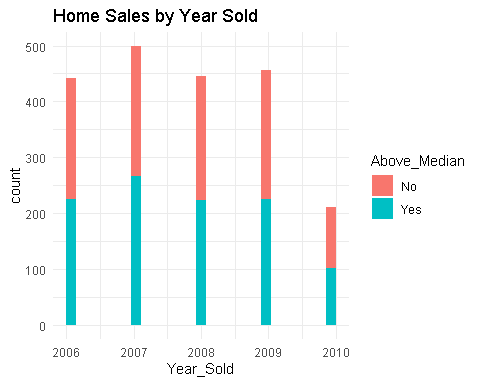 Home Sales by Year Sold
count
500
400
300
200
100
0
2006 2007 2008 2009 2010
Year_Sold
Above_Median
No
Yes